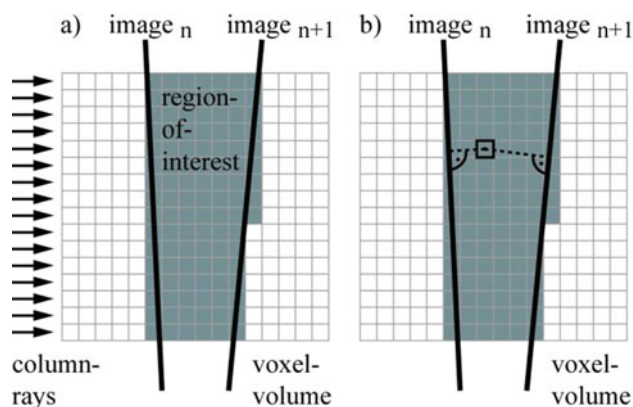 a) image n image n+1
region-
of-
interest
column-
rays
voxel-
volume
b) image n image n+1
voxel-
volume